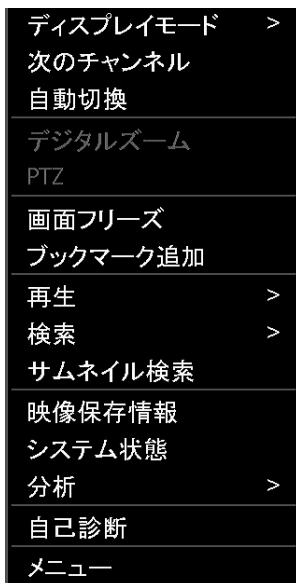 ディスプレイモード >
次のチャンネル
自動切換
デジタルズーム
PTZ
画面フリーズ
ブックマーク追加
再生 >
検索 >
サムネイル検索
映像保存情報
システム状態
分析 >
自己診断
メニュー